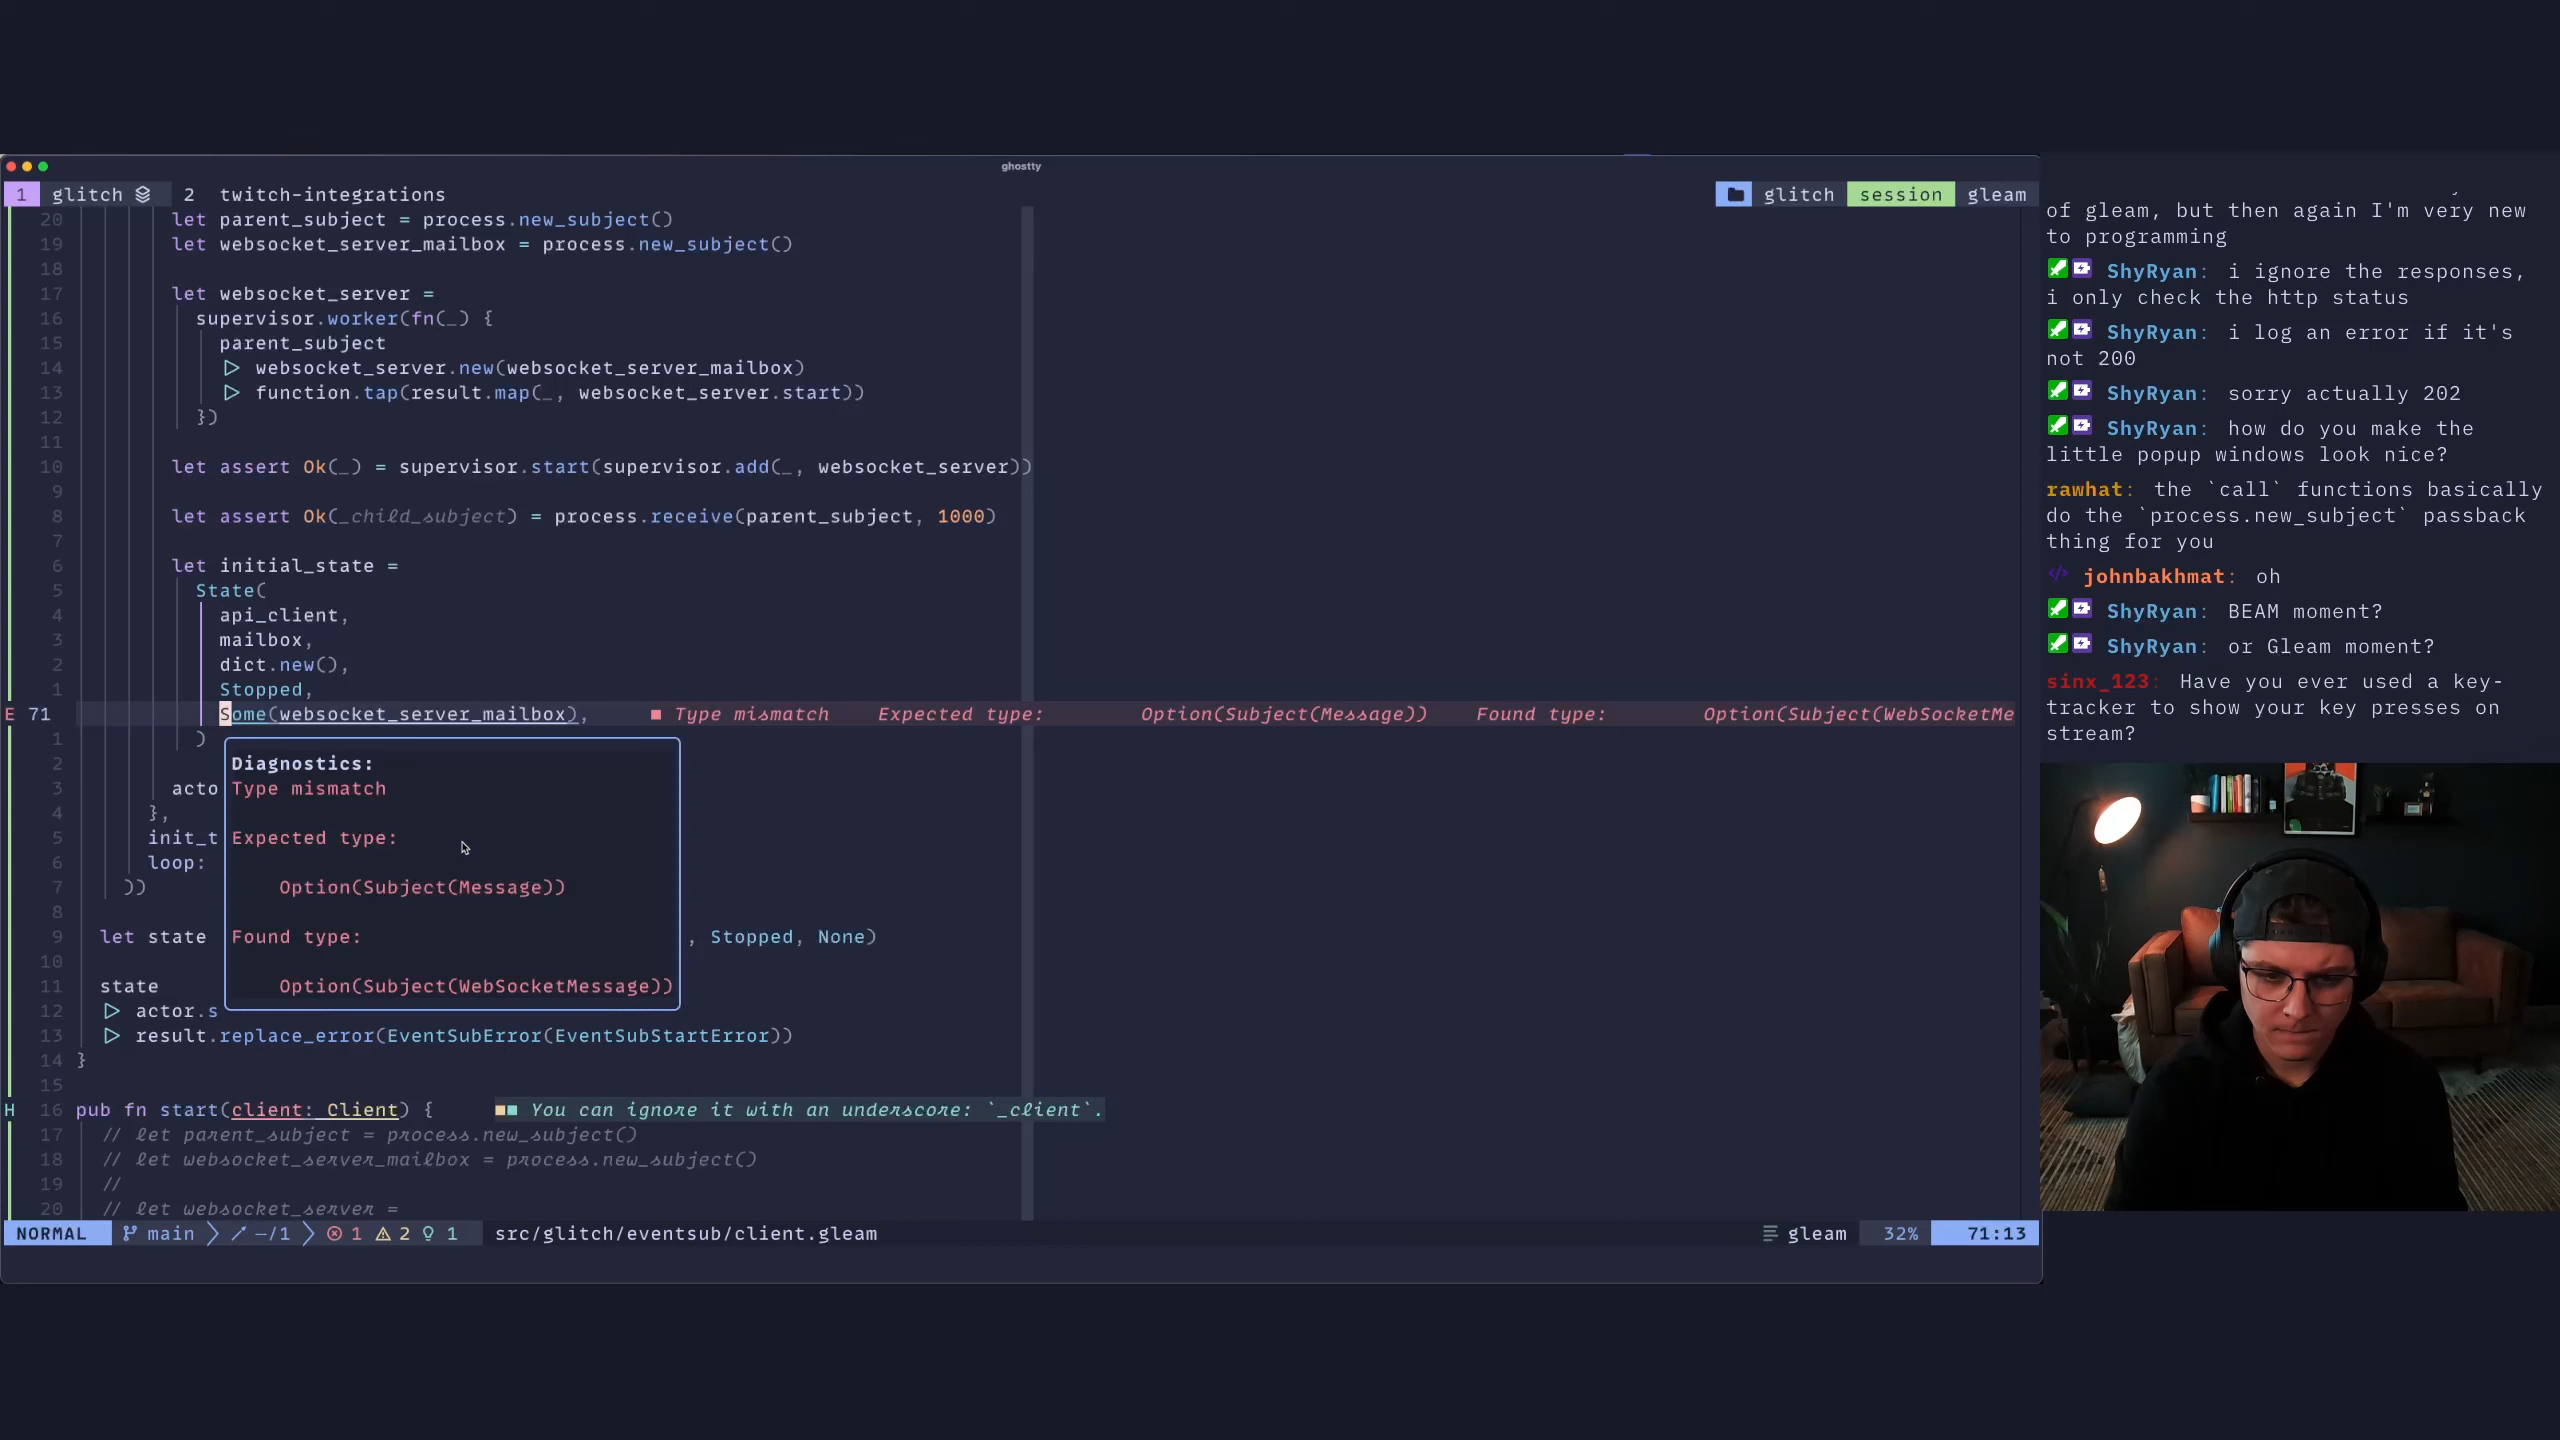 ghostty
1 glitch 2 twitch-integrations
glitch session gleam
20 let parent_subject = process.new_subject()
19 let websocket_server_mailbox = process.new_subject()
18
17 let websocket_server =
16 supervisor.worker(fn(_) {
15 parent_subject
14 ▷ websocket_server.new(websocket_server_mailbox)
13 ▷ function.tap(result.map(_, websocket_server.start))
12 })
11
10 let assert Ok(_) = supervisor.start(supervisor.add(_, websocket_server))
9
8 let assert Ok(_child_subject) = process.receive(parent_subject, 1000)
7
6 let initial_state =
5 State(
4 api_client,
3 mailbox,
2 dict.new(),
1 Stopped,
E 71 Some(websocket_server_mailbox), ■ Type mismatch Expected type: Option(Subject(Message)) Found type: Option(Subject(WebSocketMe
1 )
2
3 acto
4 },
5 init_t
6 loop:
7 ))
8
9 let state , Stopped, None)
10
11 state
12 ▷ actor.s
13 ▷ result.replace_error(EventSubError(EventSubStartError))
14 }
15
H 16 pub fn start(client: Client) { ■■ You can ignore it with an underscore: `_client`.
17 // let parent_subject = process.new_subject()
18 // let websocket_server_mailbox = process.new_subject()
19 //
20 // let websocket_server =
Diagnostics:
Type mismatch
Expected type:
Option(Subject(Message))
Found type:
Option(Subject(WebSocketMessage))
NORMAL main –/1 1 2 1 src/glitch/eventsub/client.gleam gleam 32% 71:13
of gleam, but then again I'm very new
to programming
ShyRyan: i ignore the responses,
i only check the http status
ShyRyan: i log an error if it's
not 200
ShyRyan: sorry actually 202
ShyRyan: how do you make the
little popup windows look nice?
rawhat: the `call` functions basically
do the `process.new_subject` passback
thing for you
johnbakhmat: oh
ShyRyan: BEAM moment?
ShyRyan: or Gleam moment?
sinx_123: Have you ever used a key-
tracker to show your key presses on
stream?